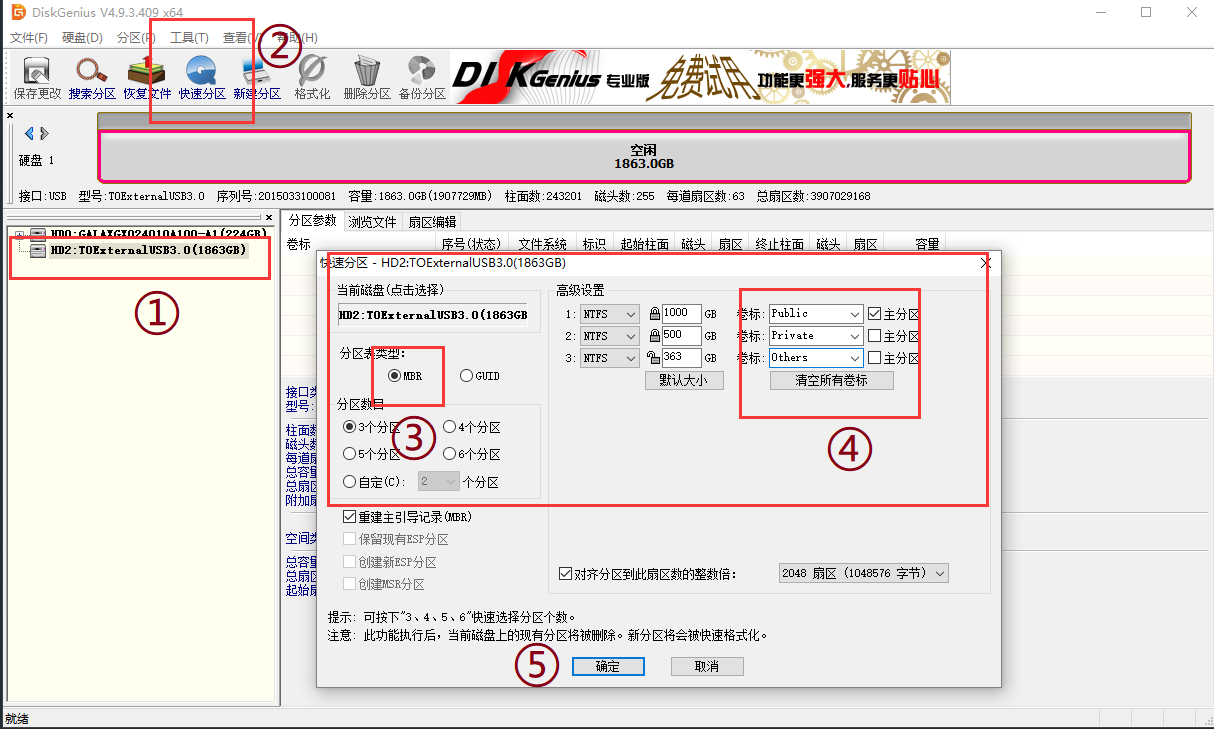 DiskGenius V4.9.3.409 x64
文件(F) 硬盘(D) 分区(P) 工具(T) 查看(V) 帮助(H)
②
保存更改 搜索分区 恢复文件 快速分区 新建分区 格式化 删除分区 备份分区
DISKGenius 专业版 免费试用 功能更强大,服务更贴心
硬盘 1
空闲
1863.0GB
接口:USB 型号:TOExternalUSB3.0 序列号:2015033100081 容量:1863.0GB(1907729MB) 柱面数:243201 磁头数:255 每道扇区数:63 总扇区数:3907029168
HD0:GALAXGX024010A100-A1(224GB)
HD2:TOExternalUSB3.0(1863GB)
①
分区参数 浏览文件 扇区编辑
卷标 序号(状态) 文件系统 标识 起始柱面 磁头 扇区 终止柱面 磁头 扇区 容量
接口类
型号:
柱面数
磁头数
每道扇
总容量
总扇区
附加扇
空闲类
总容量
总扇区
起始扇
快速分区 - HD2:TOExternalUSB3.0(1863GB)
当前磁盘(点击选择)
HD2:TOExternalUSB3.0(1863GB
分区表类型:
MBR GUID
分区数目
3个分区 4个分区
③
5个分区 6个分区
自定(C): 2 个分区
重建主引导记录(MBR)
保留现有ESP分区
创建新ESP分区
创建MSR分区
高级设置
1: NTFS 1000 GB 卷标: Public 主分区
2: NTFS 500 GB 卷标: Private 主分区
3: NTFS 363 GB 卷标: Others 主分区
默认大小 清空所有卷标
④
对齐分区到此扇区数的整数倍: 2048 扇区 (1048576 字节)
提示: 可按下"3、4、5、6"快速选择分区个数。
注意: 此功能执行后，当前磁盘上的现有分区将被删除。新分区将会被快速格式化。
⑤ 确定 取消
就绪